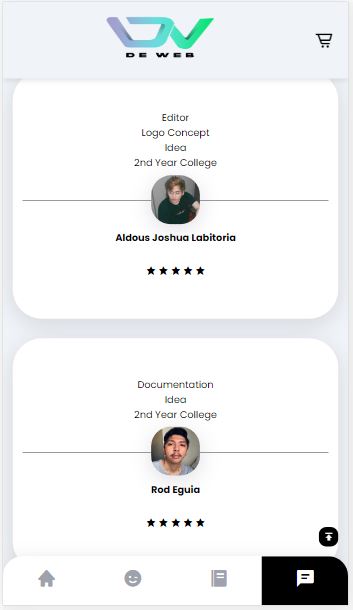 DE WEB
Editor
Logo Concept
Idea
2nd Year College
Aldous Joshua Labitoria
Documentation
Idea
2nd Year College
Rod Eguia